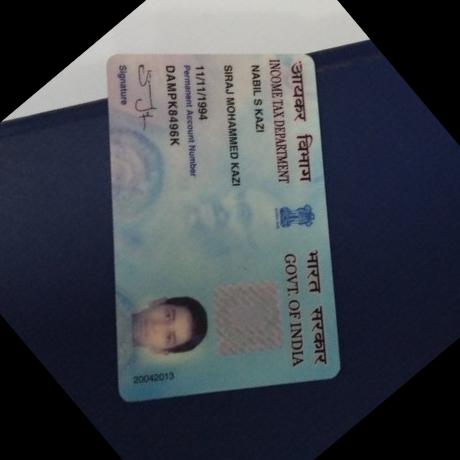 आयकर विभाग
INCOME TAX DEPARTMENT
भारत सरकार
GOVT. OF INDIA
NABIL S KAZI
SIRAJ MOHAMMED KAZI
11/11/1994
Permanent Account Number
DAMPK8496K
Signature
20042013